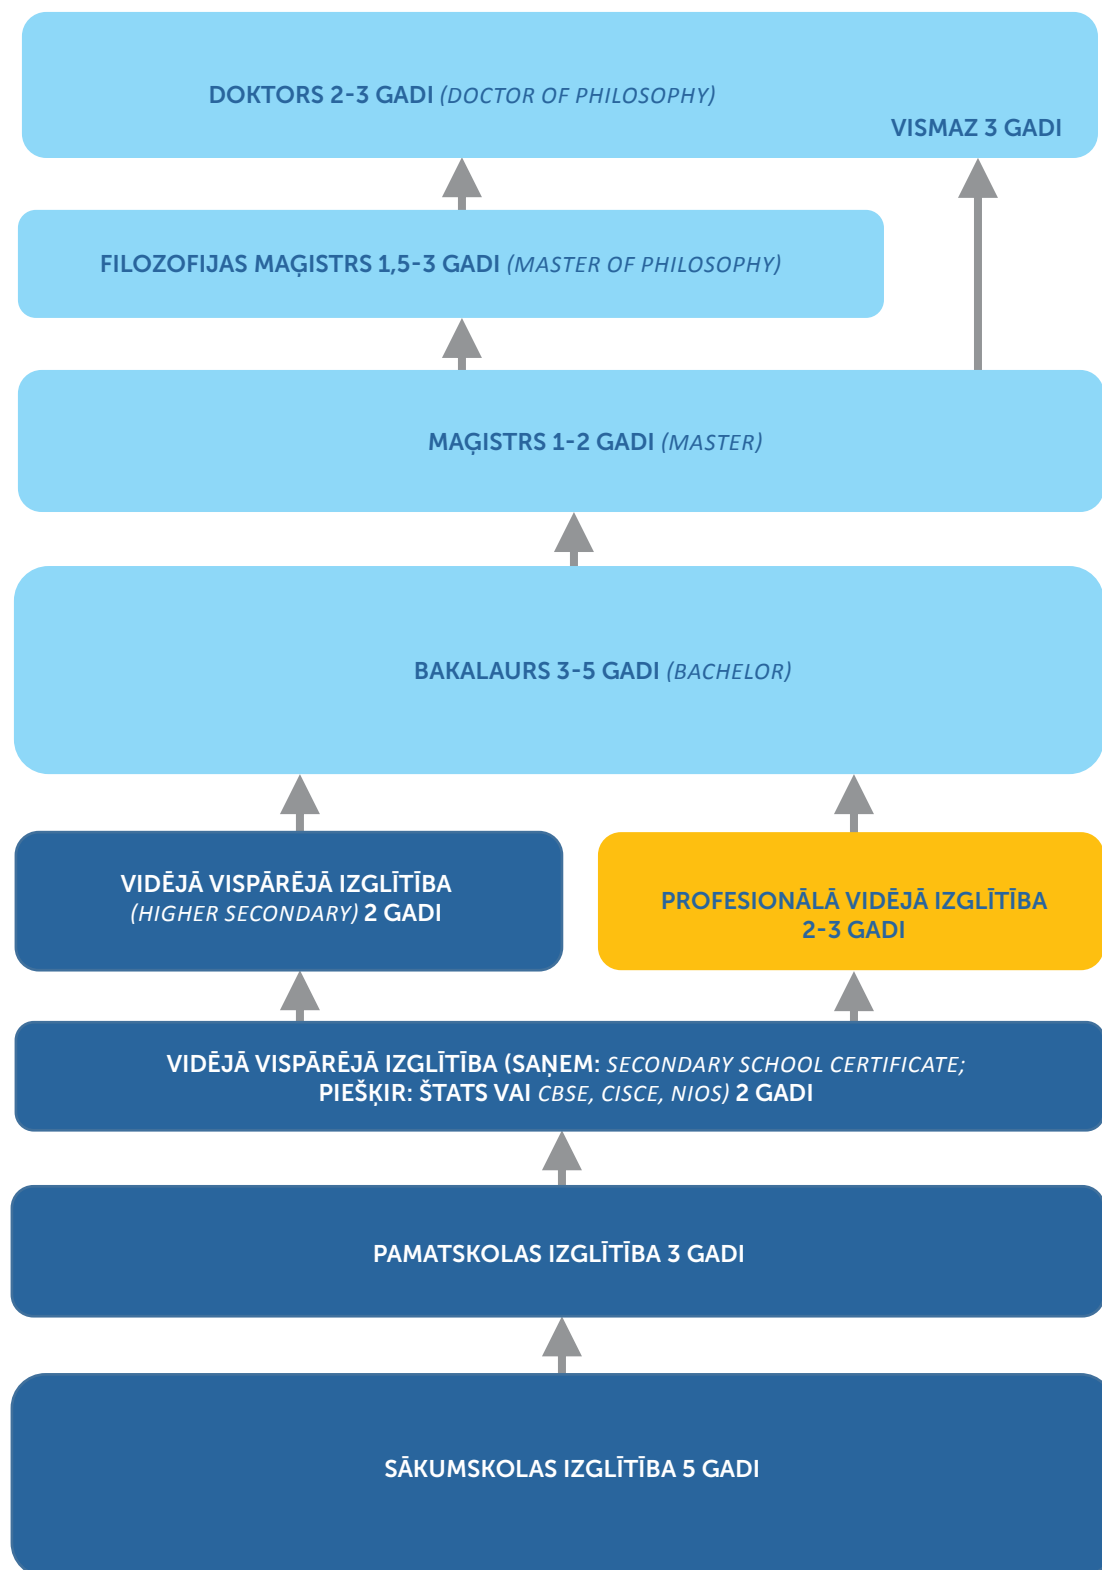 DOKTORS 2-3 GADI (DOCTOR OF PHILOSOPHY)
VISMAZ 3 GADI
FILOZOFIJAS MAĢISTRS 1,5-3 GADI (MASTER OF PHILOSOPHY)
MAĢISTRS 1-2 GADI (MASTER)
BAKALAURS 3-5 GADI (BACHELOR)
VIDĒJĀ VISPĀRĒJĀ IZGLĪTĪBA
(HIGHER SECONDARY) 2 GADI
PROFESIONĀLĀ VIDĒJĀ IZGLĪTĪBA
2-3 GADI
VIDĒJĀ VISPĀRĒJĀ IZGLĪTĪBA (SAŅEM: SECONDARY SCHOOL CERTIFICATE;
PIEŠĶIR: ŠTATS VAI CBSE, CISCE, NIOS) 2 GADI
PAMATSKOLAS IZGLĪTĪBA 3 GADI
SĀKUMSKOLAS IZGLĪTĪBA 5 GADI